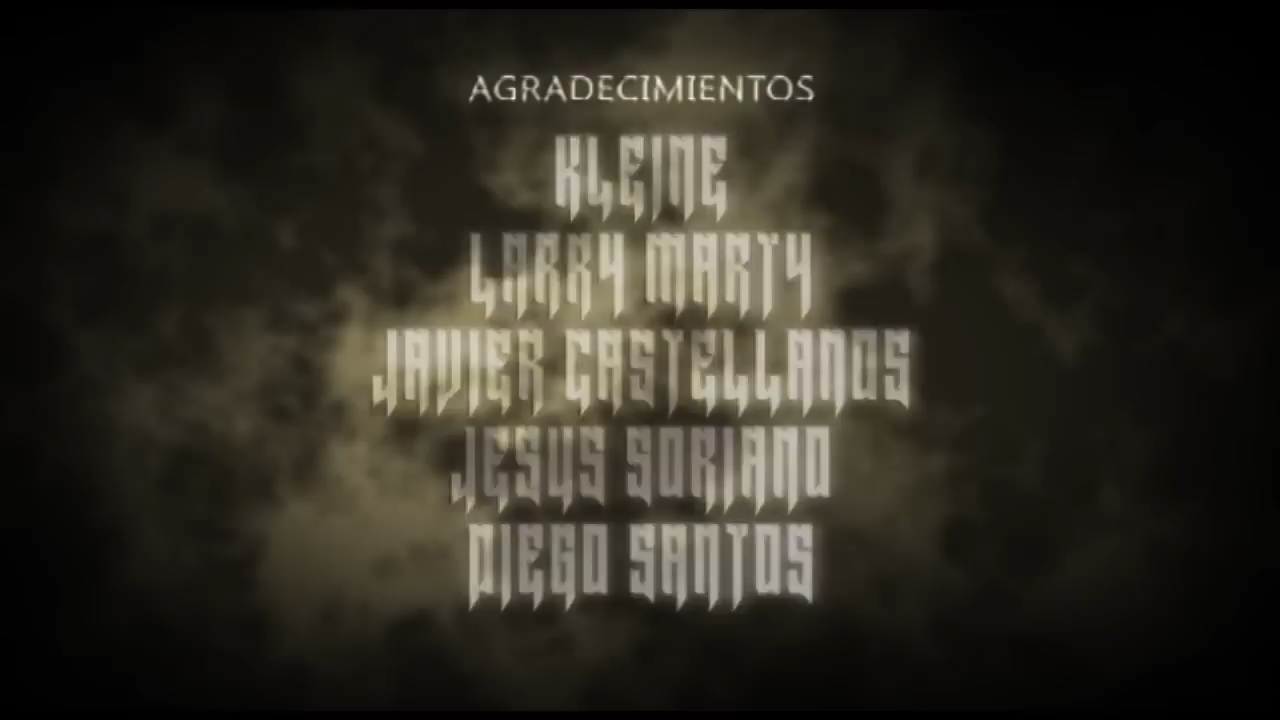 AGRADECIMIENTOS
KLEINE
LARRY MARTY
JAVIER CASTELLANOS
JESUS SORIANO
DIEGO SANTOS